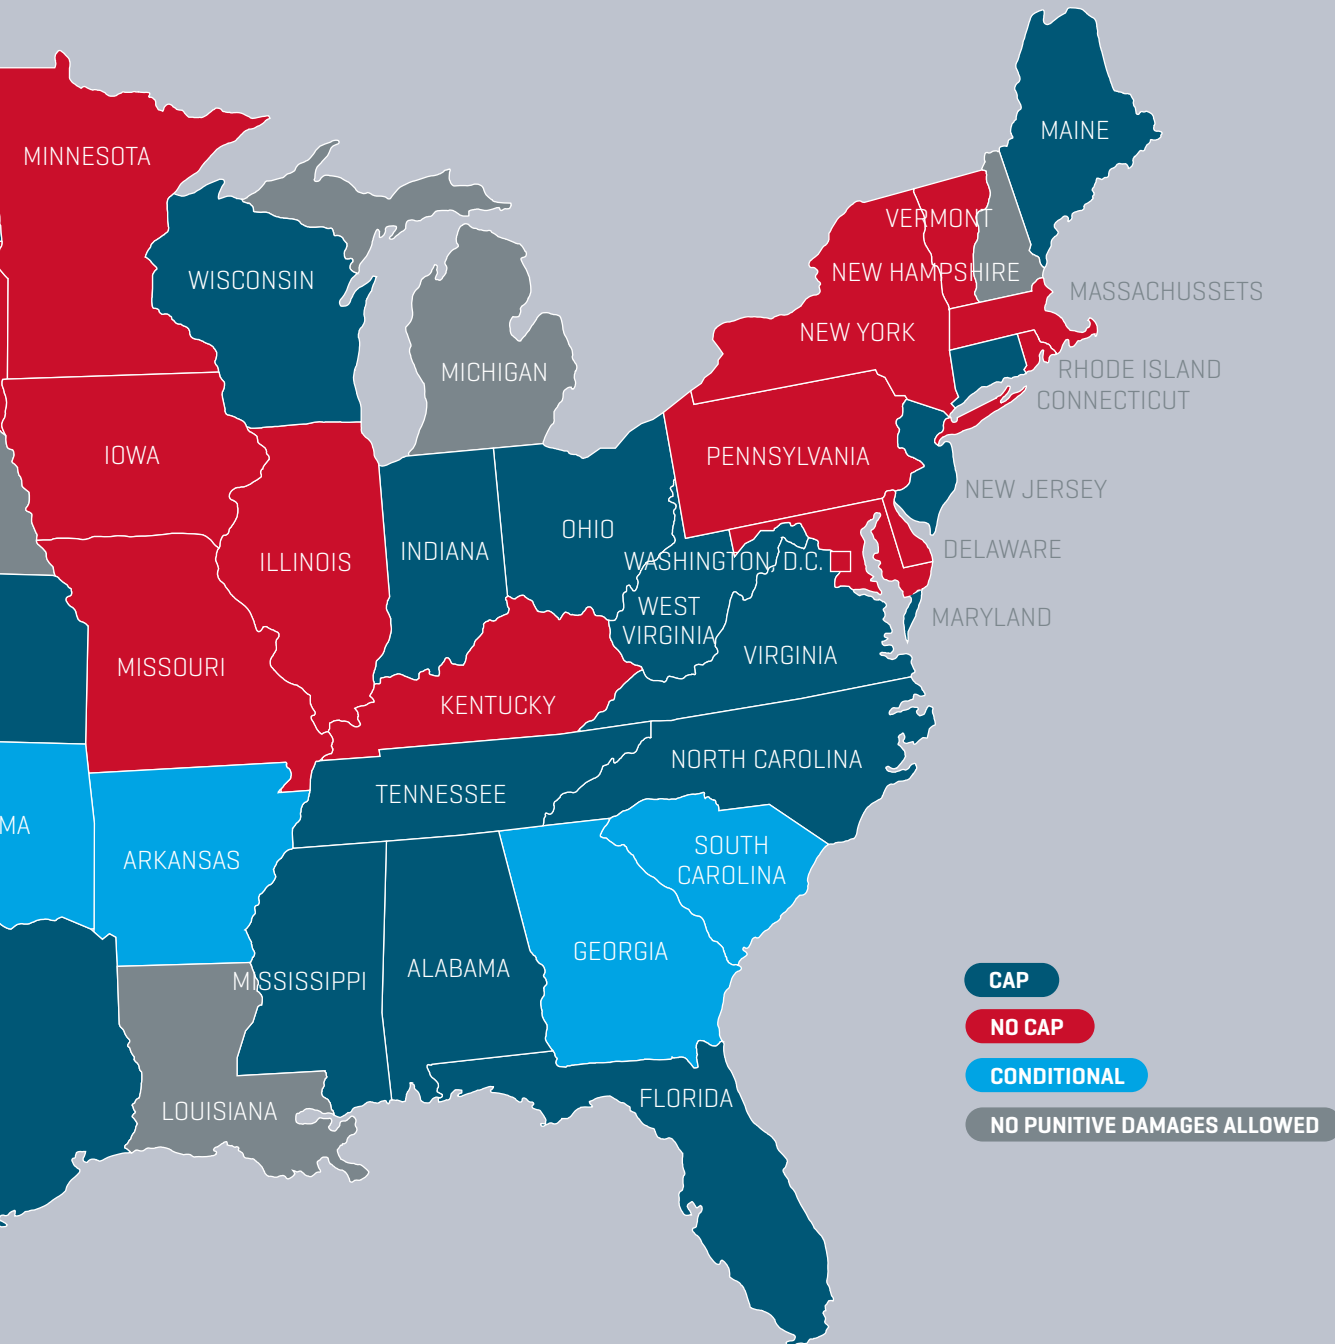 MAINE
MINNESOTA
VERMONT
NEW HAMPSHIRE
WISCONSIN
MASSACHUSSETS
NEW YORK
MICHIGAN
RHODE ISLAND
CONNECTICUT
IOWA
PENNSYLVANIA
NEW JERSEY
OHIO
INDIANA
DELAWARE
ILLINOIS
WASHINGTON, D.C.
WEST
VIRGINIA
MARYLAND
VIRGINIA
MISSOURI
KENTUCKY
NORTH CAROLINA
TENNESSEE
MA
SOUTH
CAROLINA
ARKANSAS
GEORGIA
ALABAMA
MISSISSIPPI
LOUISIANA
FLORIDA
CAP
NO CAP
CONDITIONAL
NO PUNITIVE DAMAGES ALLOWED